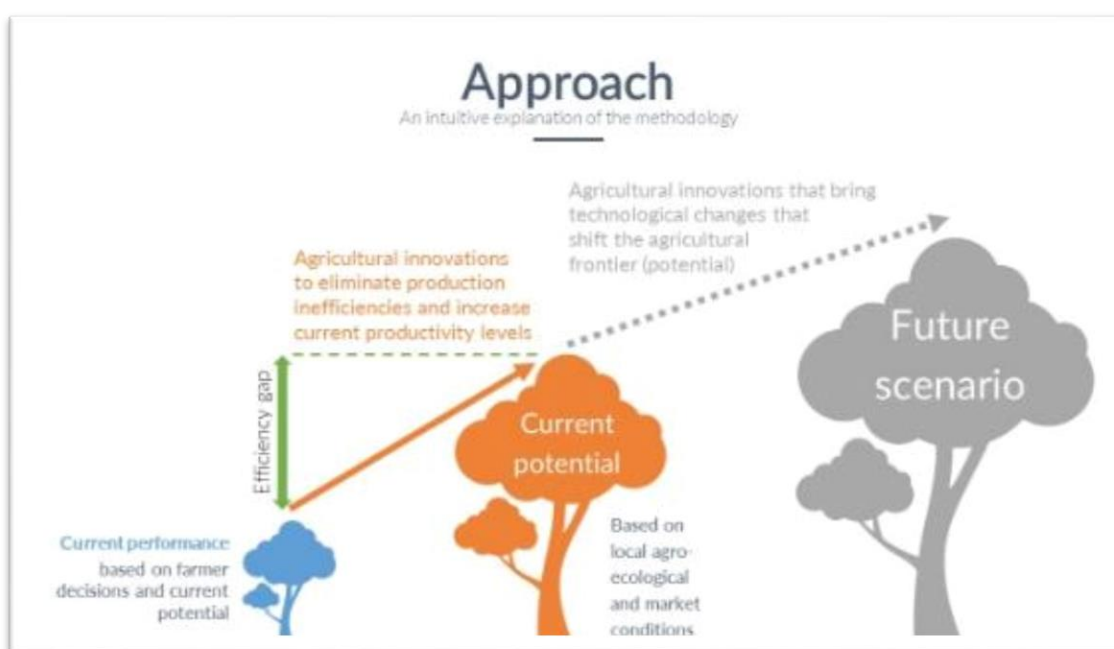 Approach
An intuitive explanation of the methodology
Agricultural innovations that bring
technological changes that
shift the agricultural
frontier (potential)
Agricultural innovations
to eliminate production
inefficiencies and increase
current productivity levels
Efficiency gap
Future
scenario
Current
potential
Current performance
based on farmer
decisions and current
potential
Based on
local agro-
ecological
and market
conditions